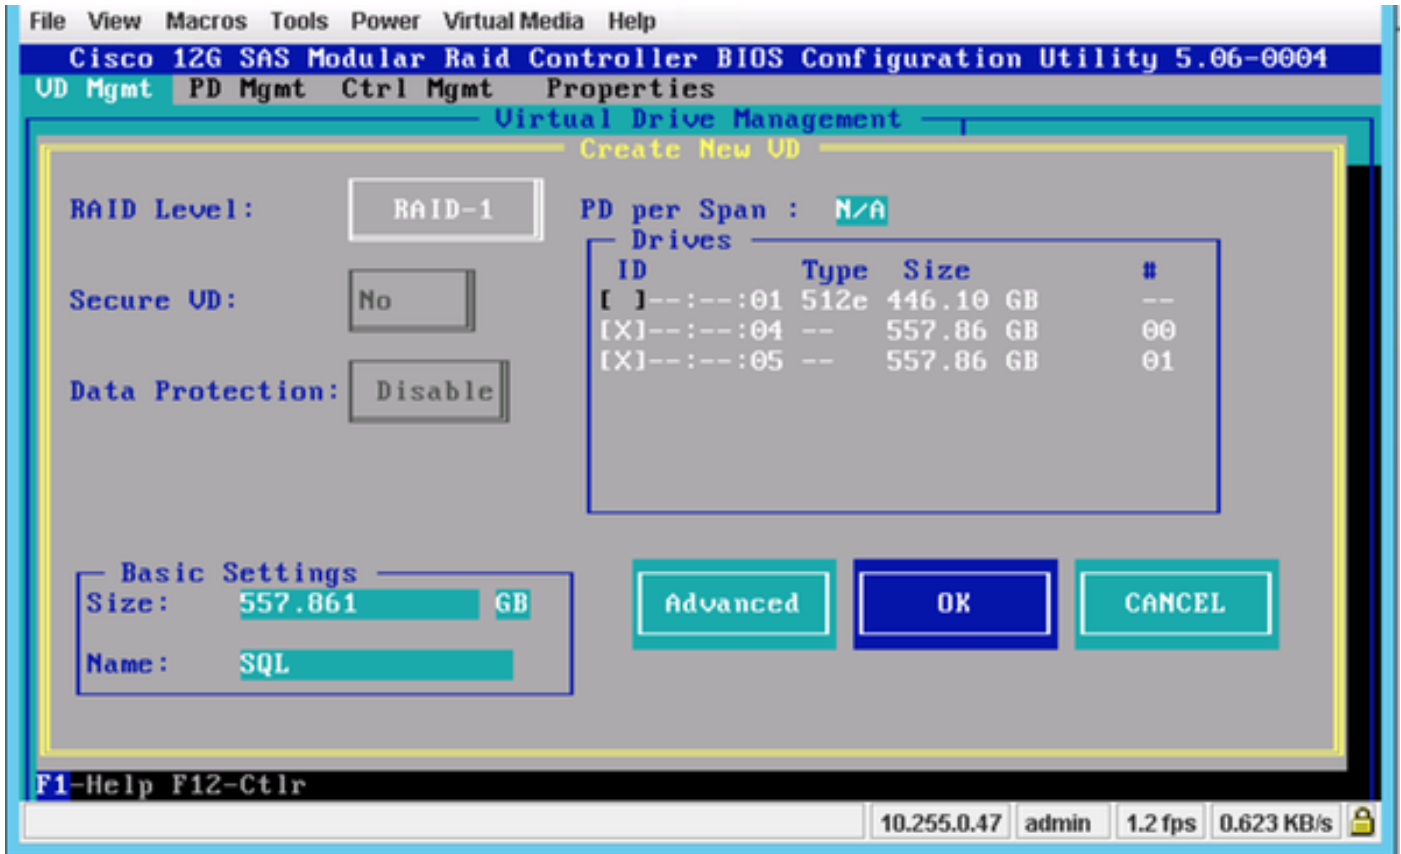 File View Macros Tools Power Virtual Media Help
Cisco 12G SAS Modular Raid Controller BIOS Configuration Utility 5.06-0004
VD Mgmt PD Mgmt Ctrl Mgmt Properties
Virtual Drive Management
Create New VD
RAID Level: RAID-1 PD per Span : N/A
Drives
ID Type Size #
Secure VD: No
[ ]--:--:01 512e 446.10 GB --
[X]--:--:04 -- 557.86 GB 00
[X]--:--:05 -- 557.86 GB 01
Data Protection: Disable
Basic Settings
Size: 557.861 GB
Name: SQL
Advanced OK CANCEL
F1-Help F12-Ctlr
10.255.0.47 admin 1.2 fps 0.623 KB/s